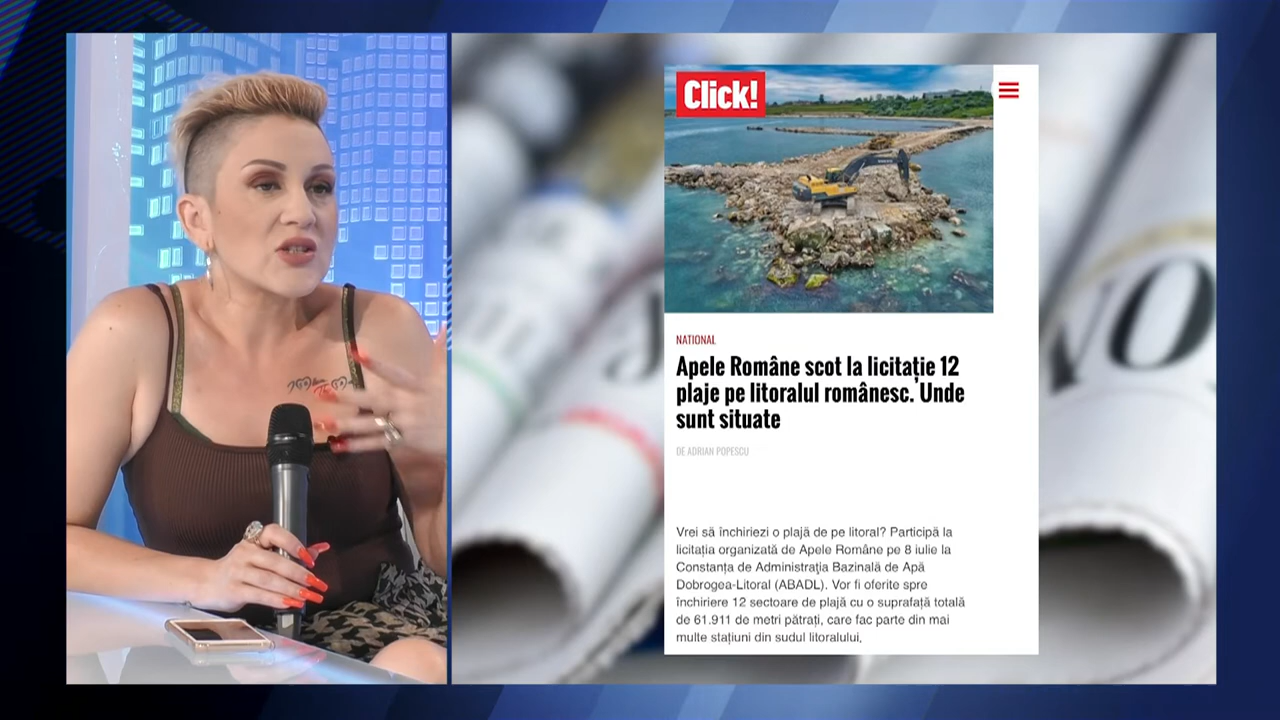 Click!
NATIONAL
Apele Române scot la licitație 12
plaje pe litoralul românesc. Unde
sunt situate
DE ADRIAN POPESCU
Vrei să închiriezi o plajă de pe litoral? Participă la
licitația organizată de Apele Române pe 8 iulie la
Constanța de Administraţia Bazinală de Apă
Dobrogea-Litoral (ABADL). Vor fi oferite spre
închiriere 12 sectoare de plajă cu o suprafață totală
de 61.911 de metri pătrați, care fac parte din mai
multe stațiuni din sudul litoralului,